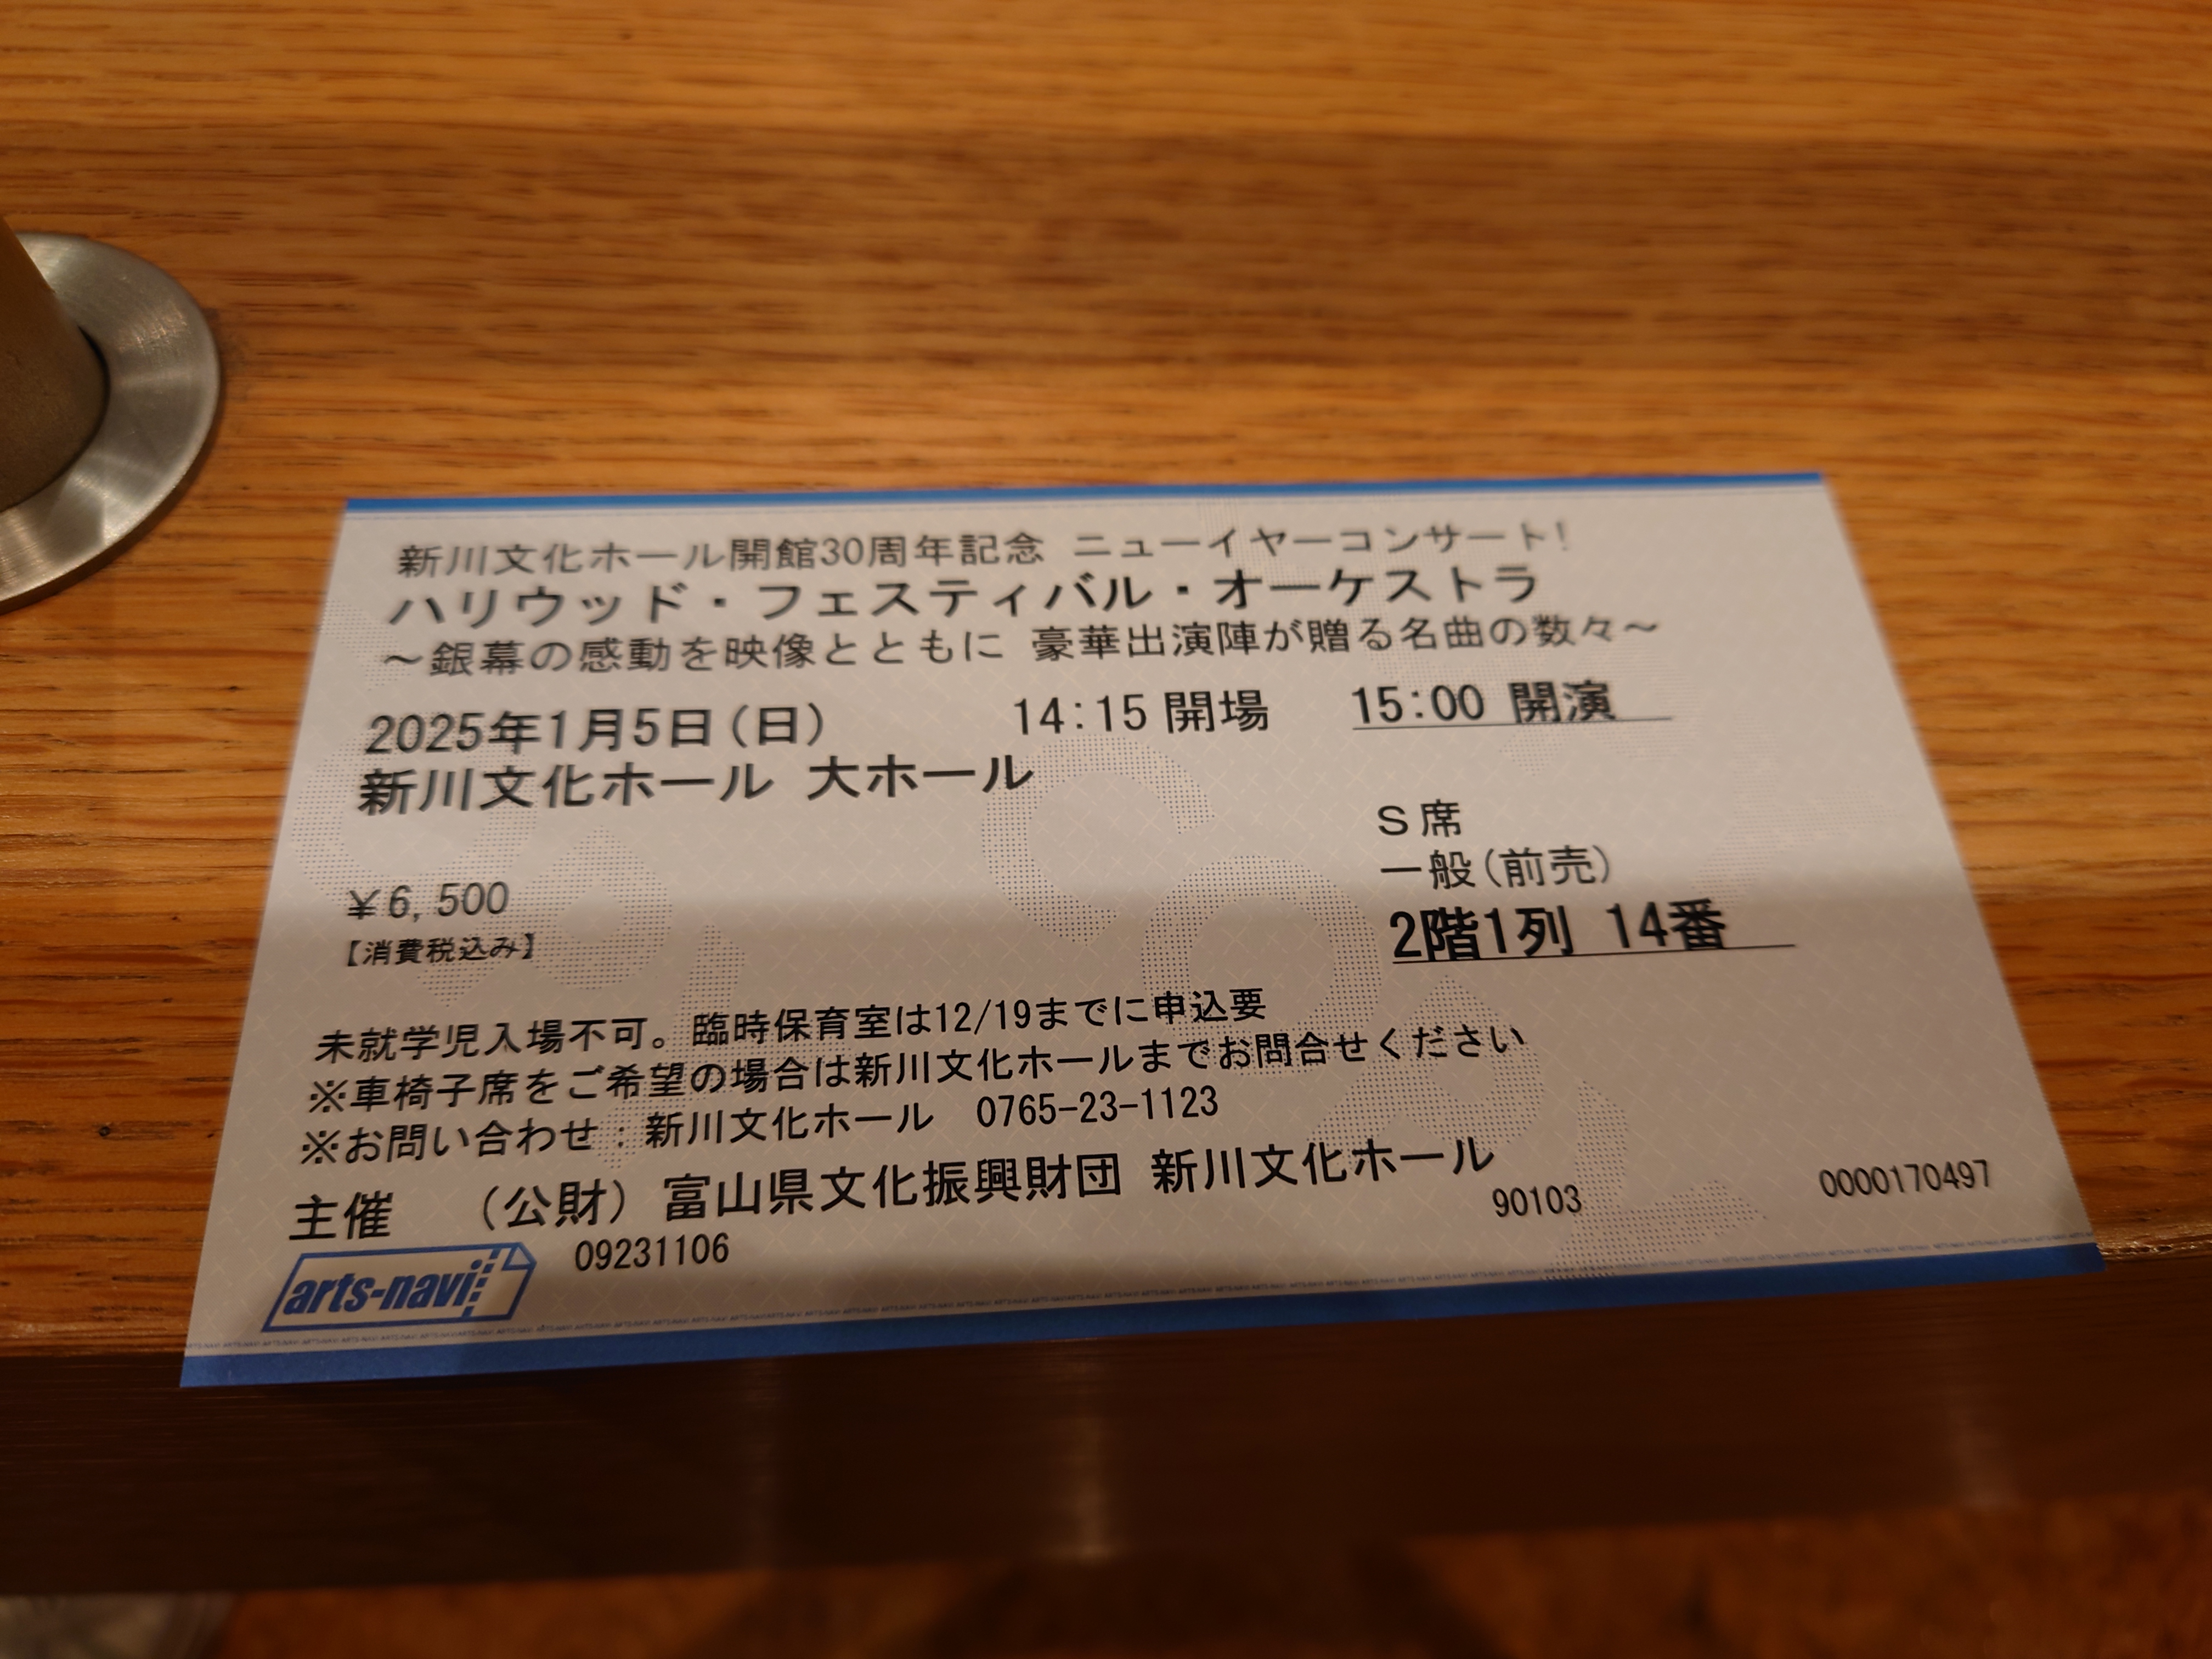 新川文化ホール開館30周年記念 ニューイヤーコンサート!
ハリウッド・フェスティバル・オーケストラ
～銀幕の感動を映像とともに 豪華出演陣が贈る名曲の数々～
2025年1月5日(日) 14:15 開場 15:00 開演
新川文化ホール 大ホール
S席
一般(前売)
¥6,500
2階1列 14番
【消費税込み】
未就学児入場不可。臨時保育室は12/19までに申込要
※車椅子席をご希望の場合は新川文化ホールまでお問合せください
※お問い合わせ：新川文化ホール 0765-23-1123
主催 (公財)富山県文化振興財団 新川文化ホール
90103 0000170497
arts-navi 09231106